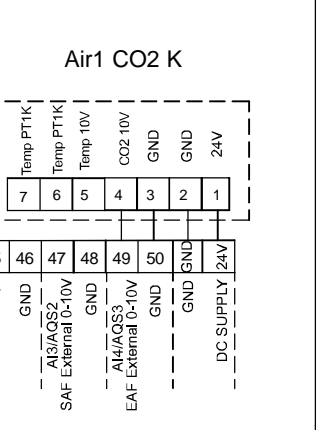 Air1 CO2 K
Temp PT1K
Temp PT1K
Temp 10V
CO2 10V
GND
GND
24V
7 6 5 4 3 2 1
46 47 48 49 50 GND 24V
GND
AI3/AQS2
SAF External 0-10V
GND
AI4/AQS3
EAF External 0-10V
GND
GND
DC SUPPLY